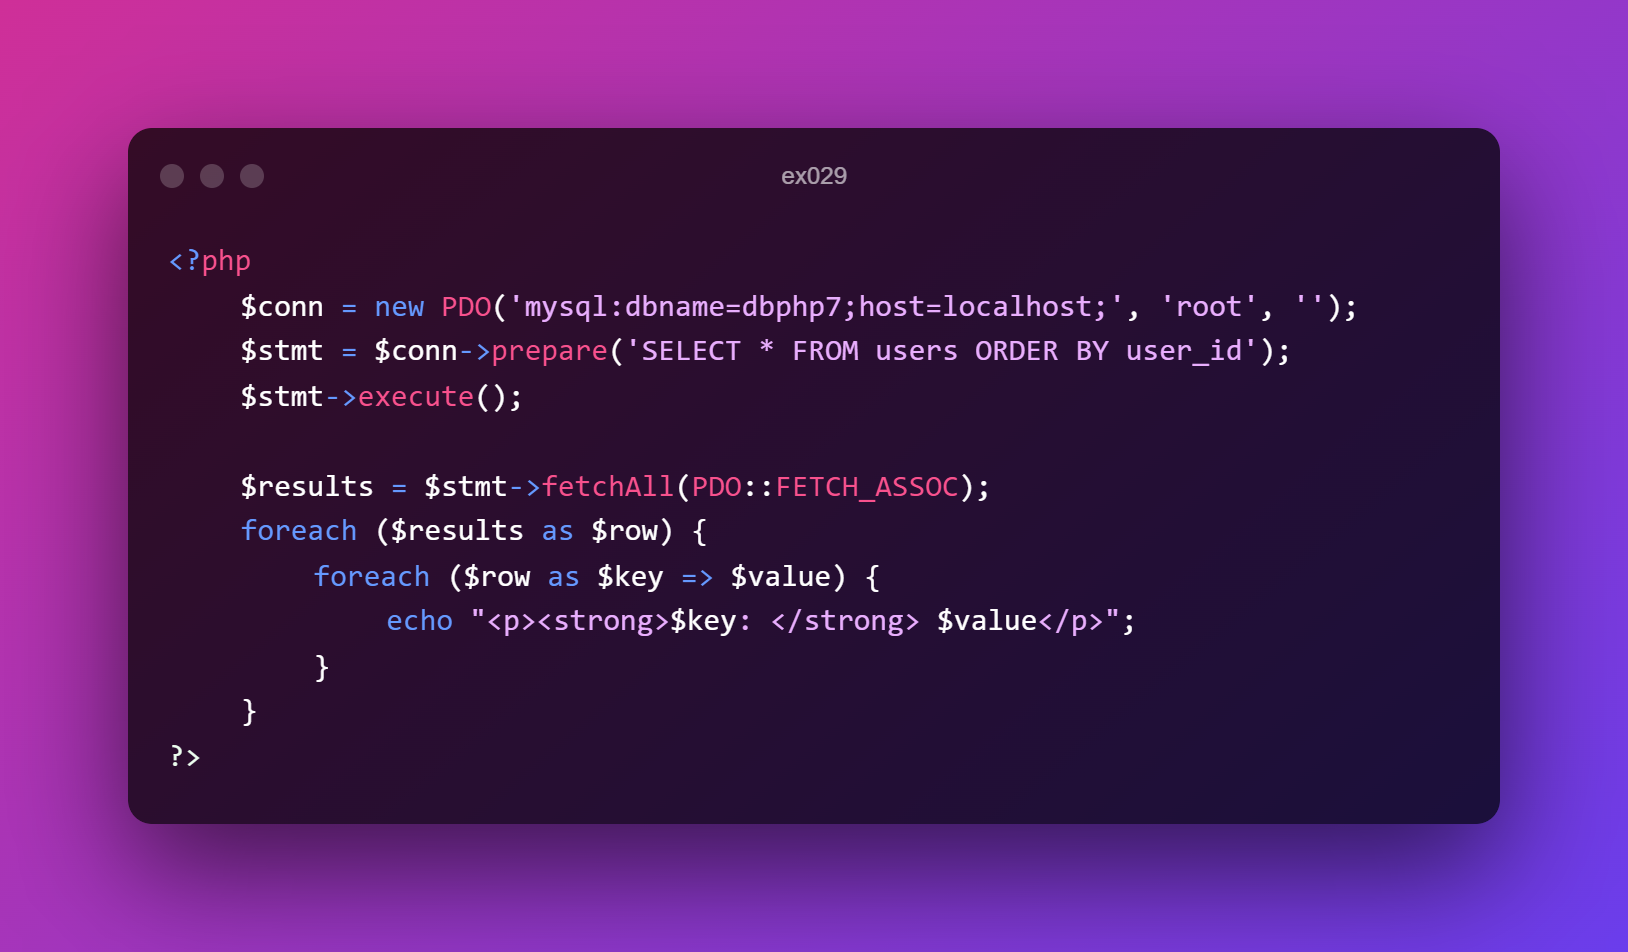 ex029
<?php
$conn = new PDO('mysql:dbname=dbphp7;host=localhost;', 'root', '');
$stmt = $conn->prepare('SELECT * FROM users ORDER BY user_id');
$stmt->execute();
$results = $stmt->fetchAll(PDO::FETCH_ASSOC);
foreach ($results as $row) {
foreach ($row as $key => $value) {
echo "<p><strong>$key: </strong> $value</p>";
}
}
?>